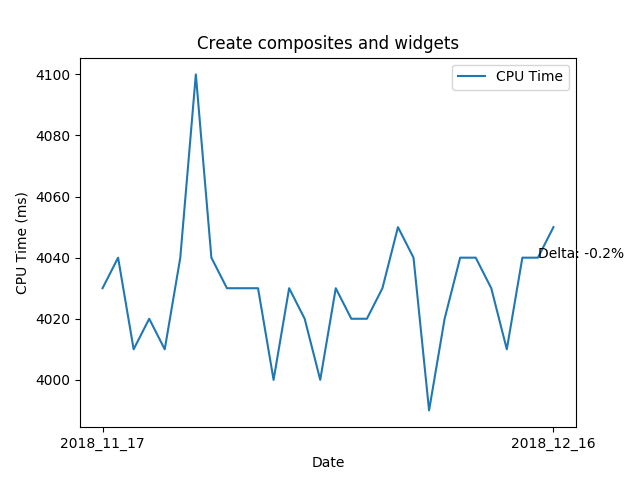 Create composites and widgets
CPU Time
4100
4080
4060
4040
4020
4000
CPU Time (ms)
Delta: -0.2%
2018_11_17
2018_12_16
Date